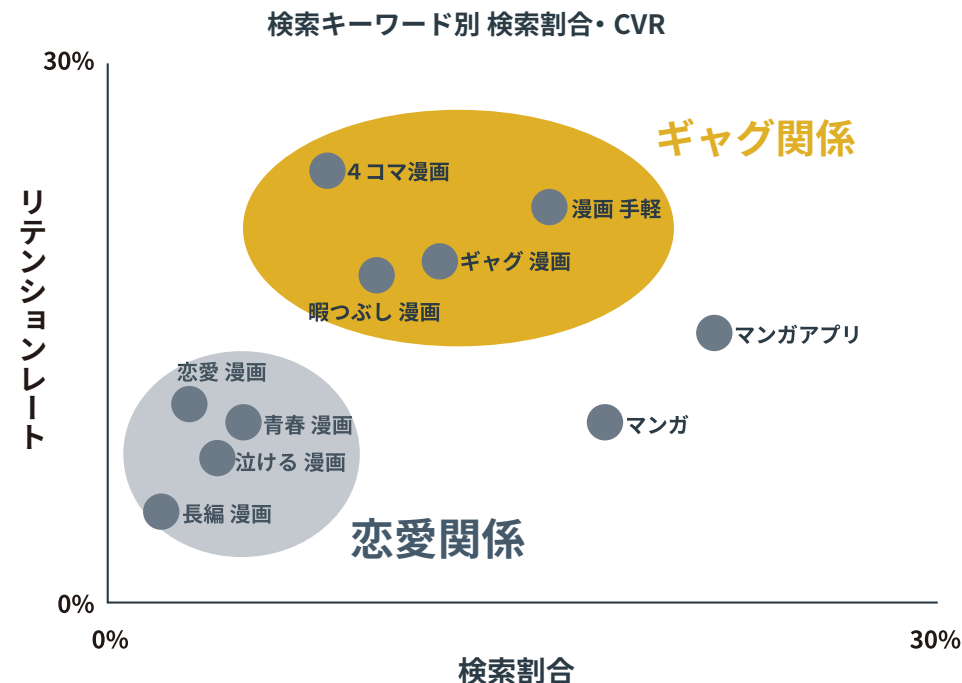 検索キーワード別 検索割合・CVR
30%
ギャグ関係
４コマ漫画
漫画 手軽
ギャグ 漫画
暇つぶし 漫画
マンガアプリ
リテンションレート
恋愛 漫画
青春 漫画
マンガ
泣ける 漫画
長編 漫画
恋愛関係
0%
0%
30%
検索割合